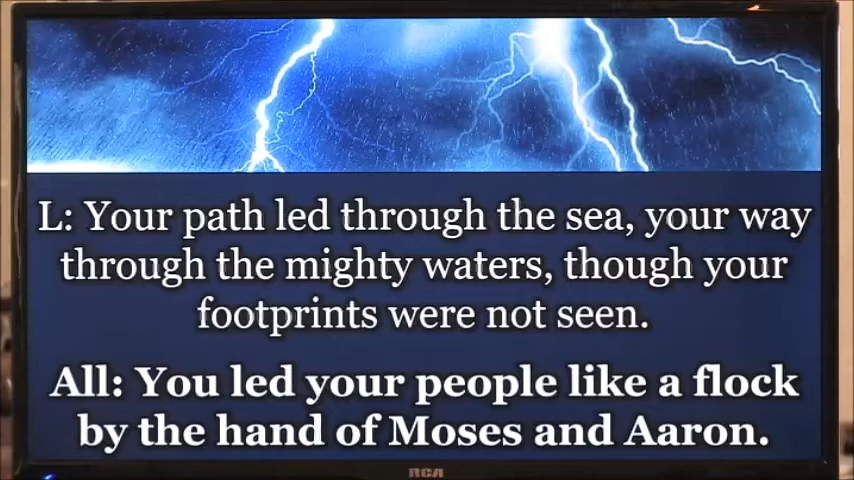 L: Your path led through the sea, your way
through the mighty waters, though your
footprints were not seen.
All: You led your people like a flock
by the hand of Moses and Aaron.
RCA